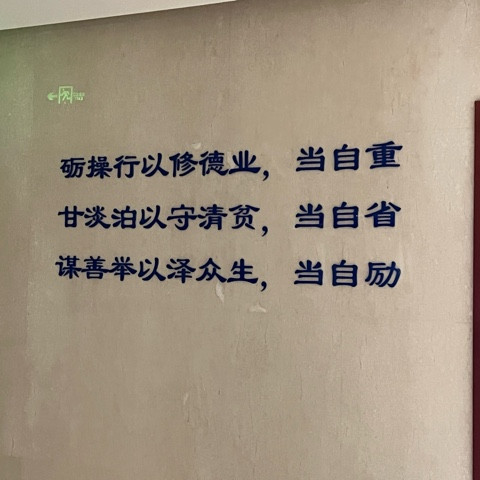 砺操行以修德业，当自重
甘淡泊以守清贫，当自省
谋善举以泽众生，当自励